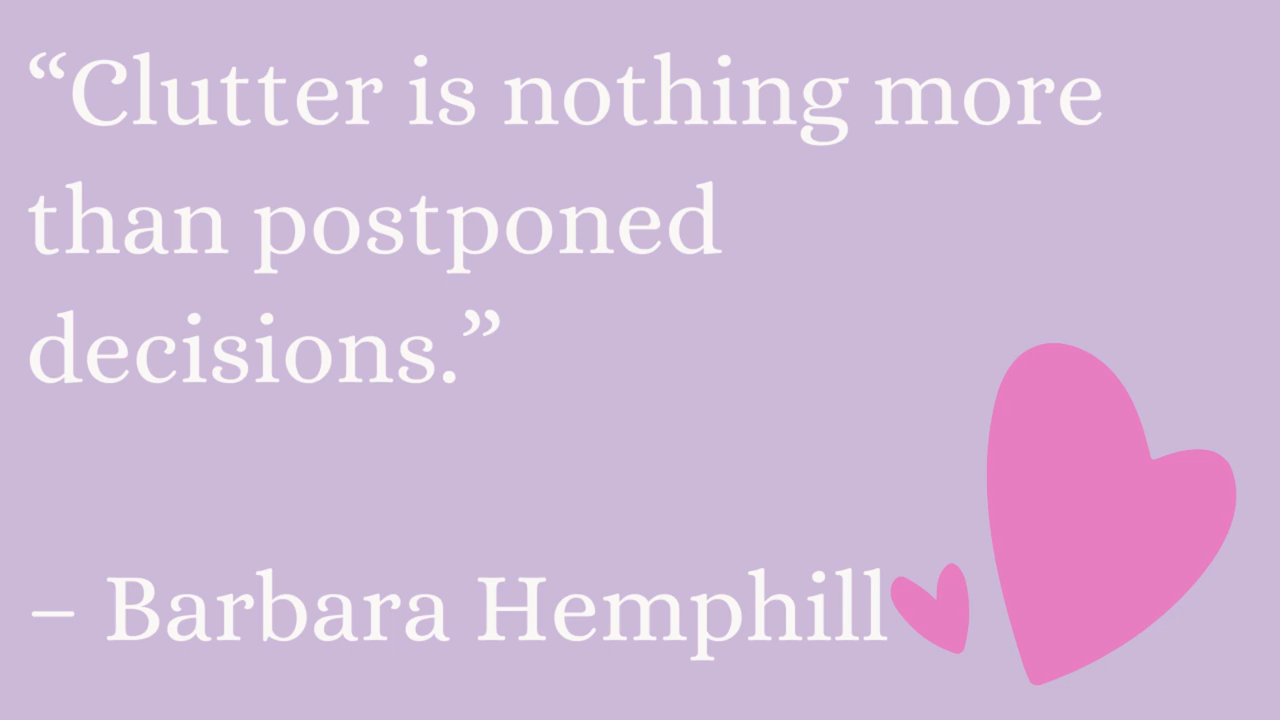 “Clutter is nothing more
than postponed
decisions.”
– Barbara Hemphill